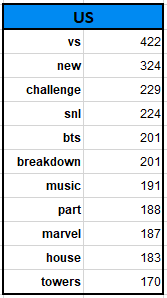 US
vs 422
new 324
challenge 229
snl 224
bts 201
breakdown 201
music 191
part 188
marvel 187
house 183
towers 170